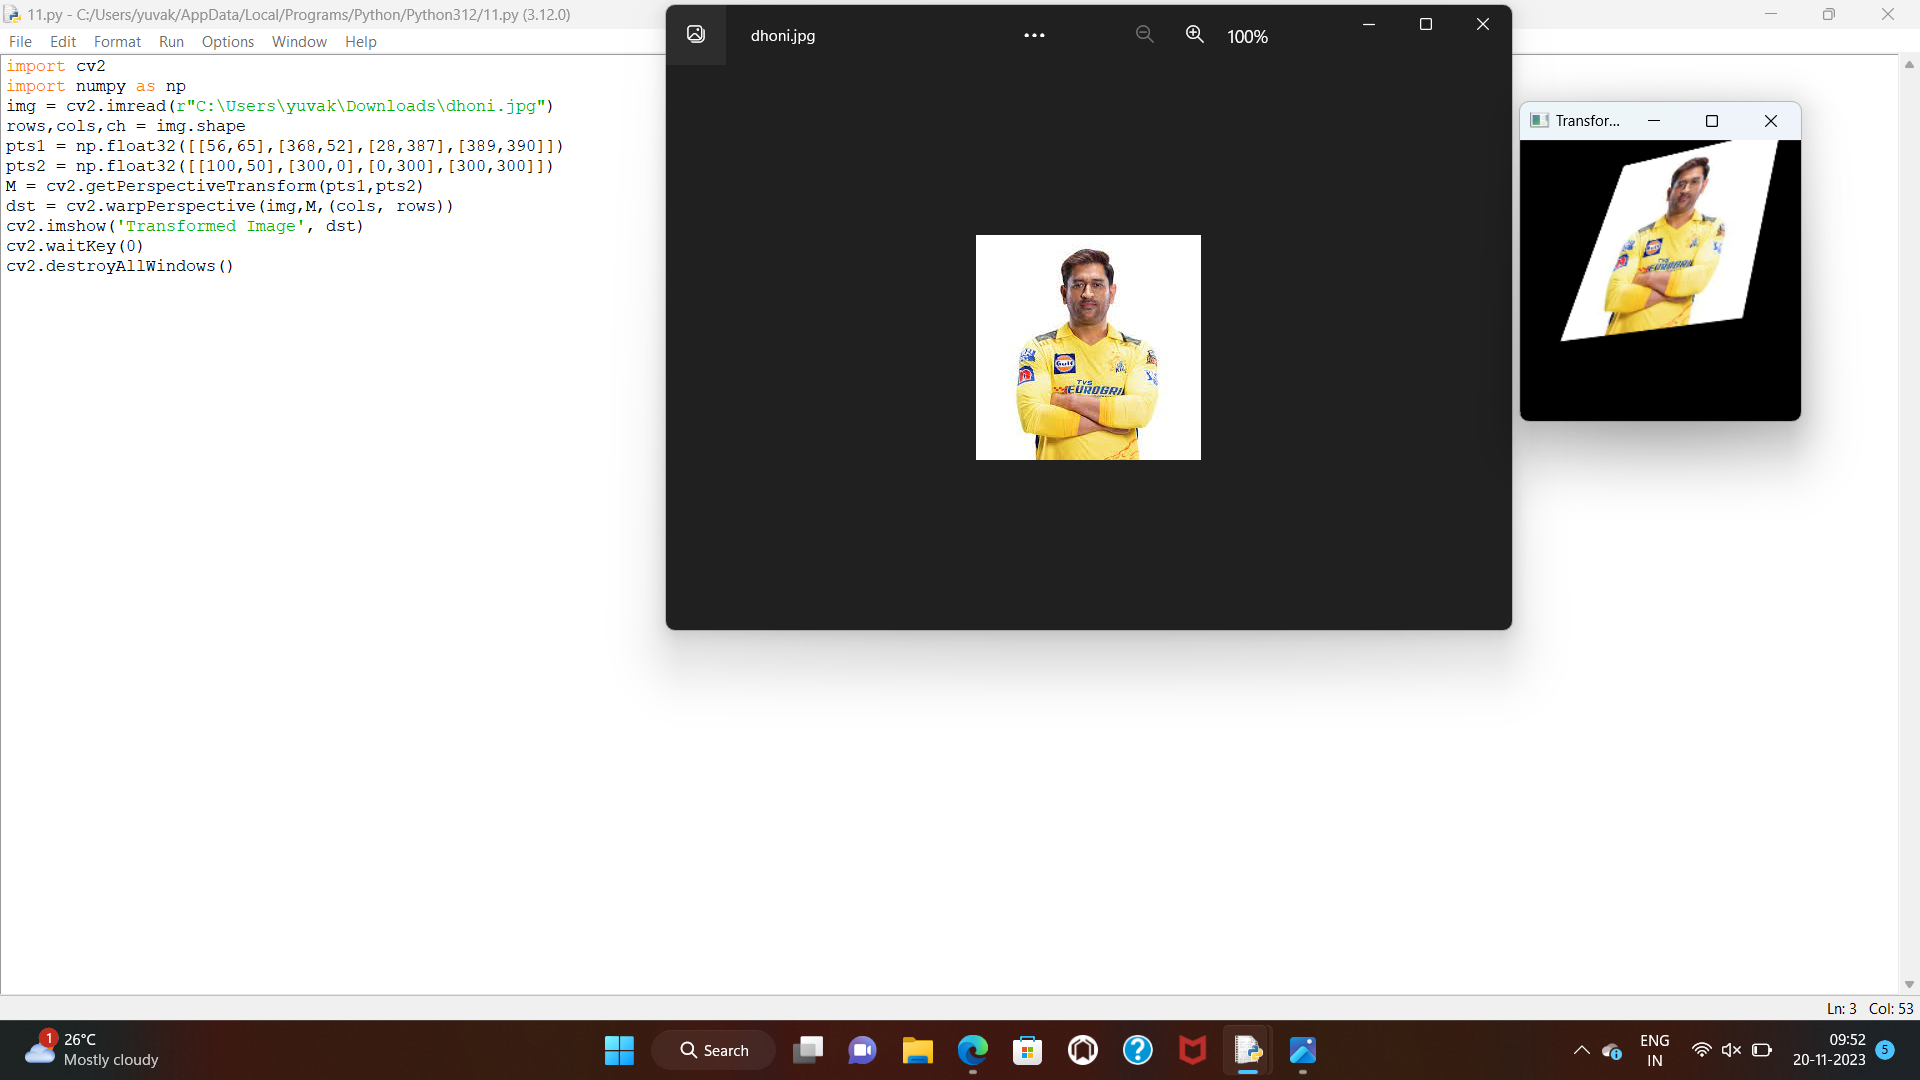 11.py - C:/Users/yuvak/AppData/Local/Programs/Python/Python312/11.py (3.12.0)
File Edit Format Run Options Window Help
import cv2
import numpy as np
img = cv2.imread(r"C:\Users\yuvak\Downloads\dhoni.jpg")
rows,cols,ch = img.shape
pts1 = np.float32([[56,65],[368,52],[28,387],[389,390]])
pts2 = np.float32([[100,50],[300,0],[0,300],[300,300]])
M = cv2.getPerspectiveTransform(pts1,pts2)
dst = cv2.warpPerspective(img,M,(cols, rows))
cv2.imshow('Transformed Image', dst)
cv2.waitKey(0)
cv2.destroyAllWindows()
dhoni.jpg
100%
Gulf
TVS
EUROGRI
Transfor...
Ln: 3 Col: 53
1
26°C
Mostly cloudy
Search
ENG
IN
09:52
20-11-2023
5